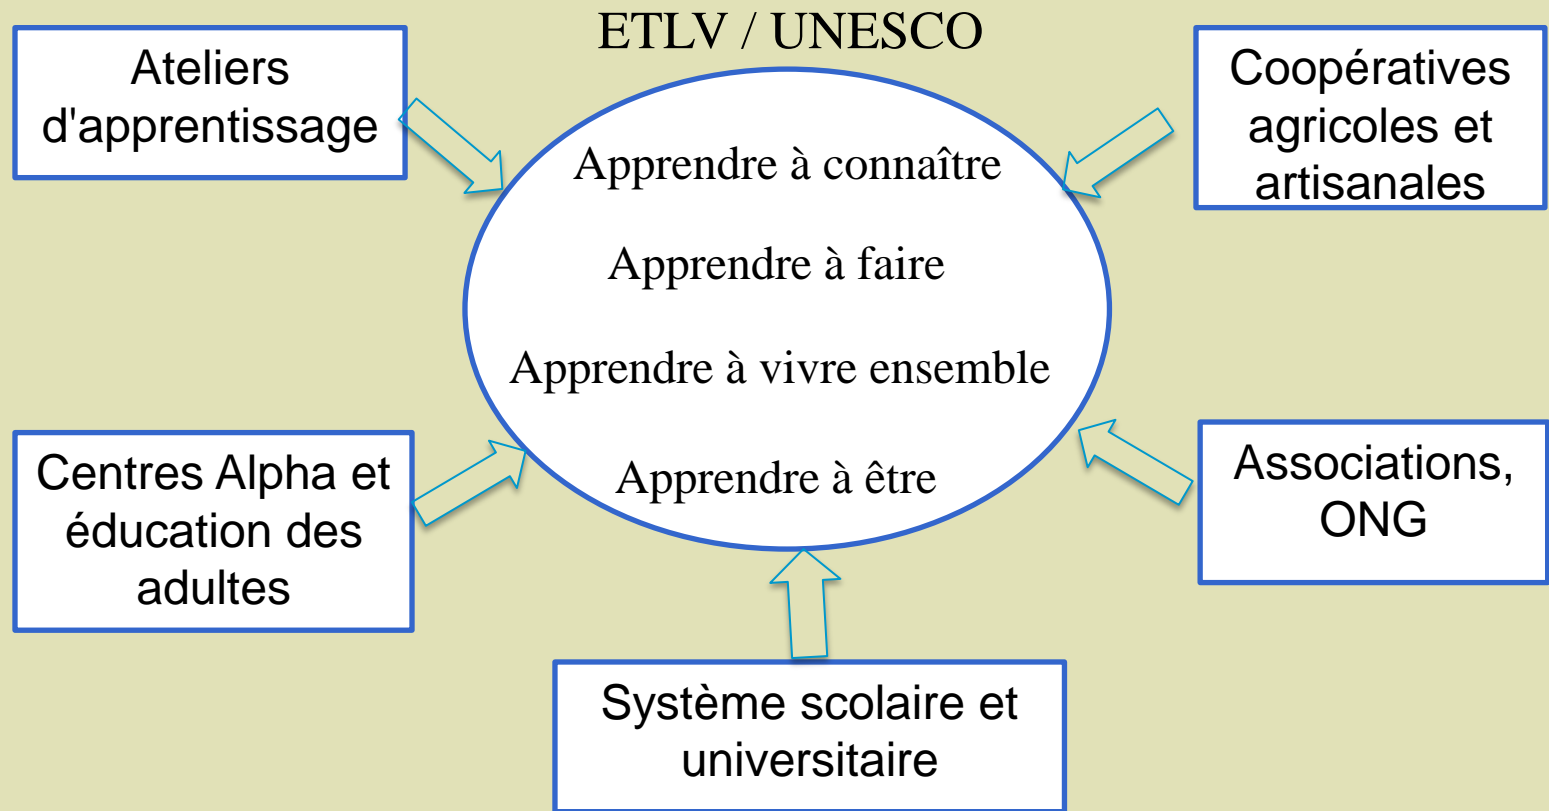 ETLV / UNESCO
Ateliers
d'apprentissage
Coopératives
agricoles et
artisanales
Apprendre à connaître
Apprendre à faire
Apprendre à vivre ensemble
Apprendre à être
Centres Alpha et
éducation des
adultes
Associations,
ONG
Système scolaire et
universitaire